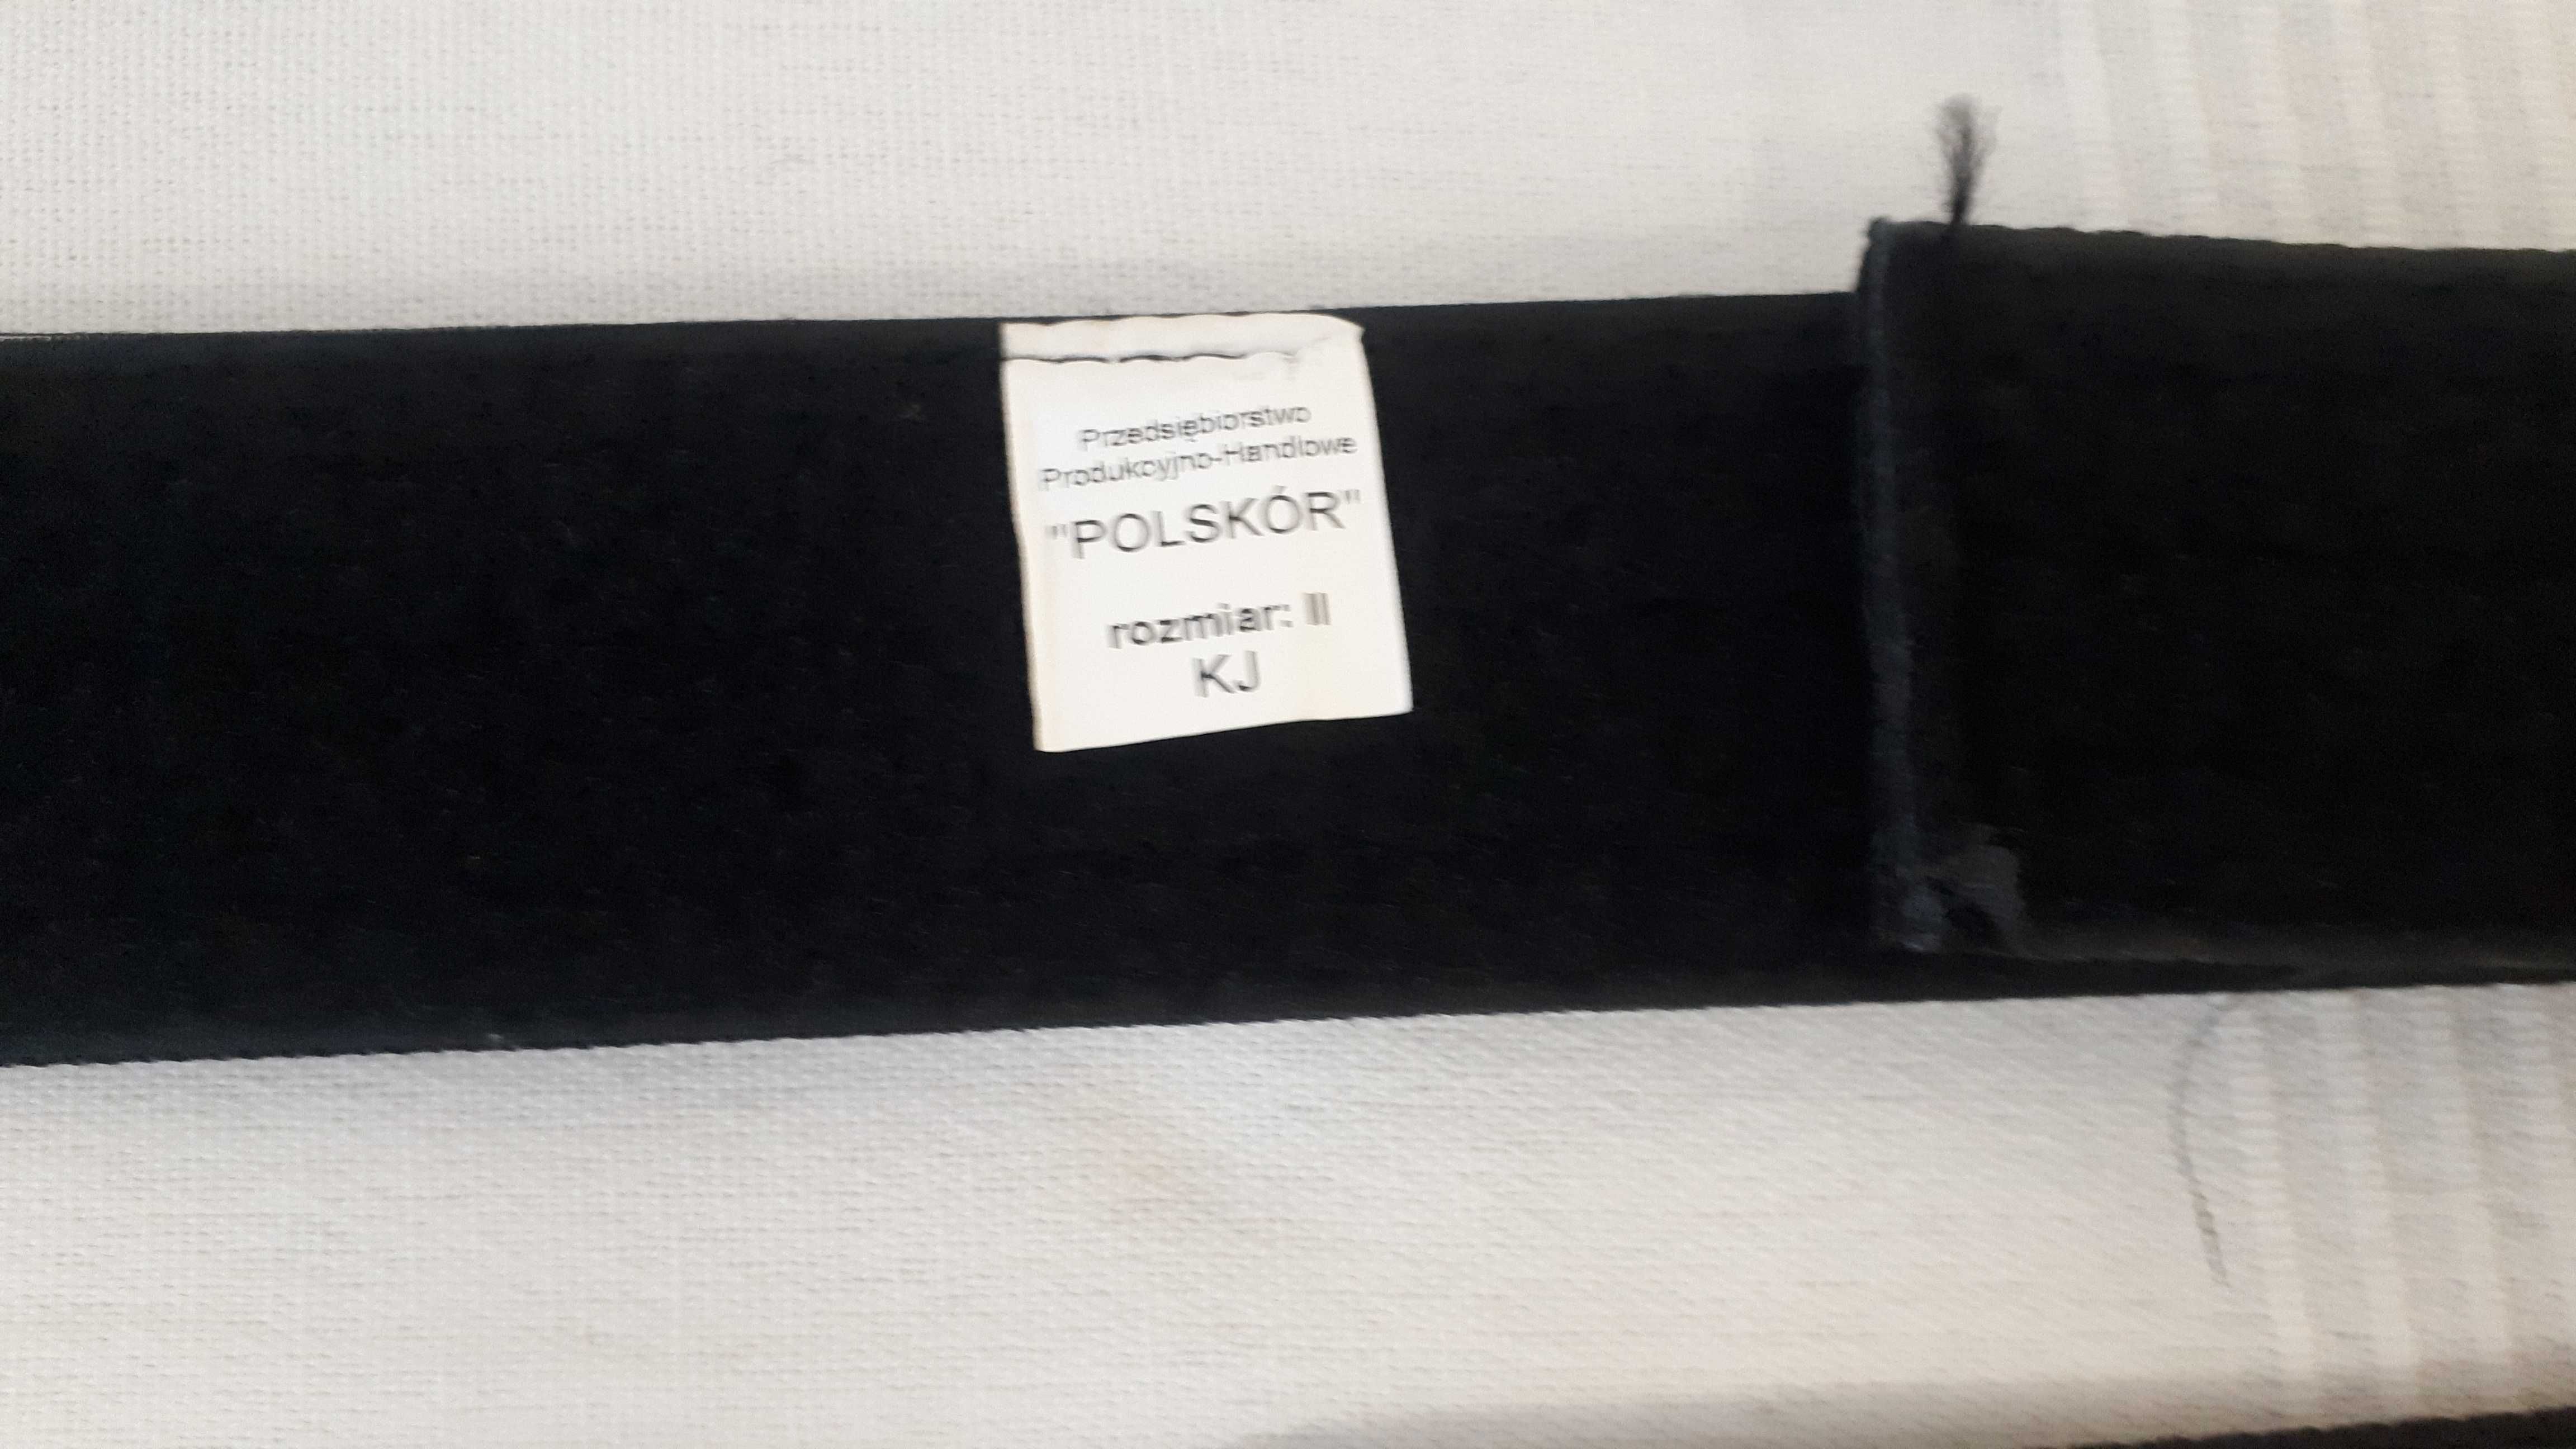 Przedsiębiorstwo
Produkcyjno-Handlowe
"POLSKÓR"
rozmiar: II
KJ